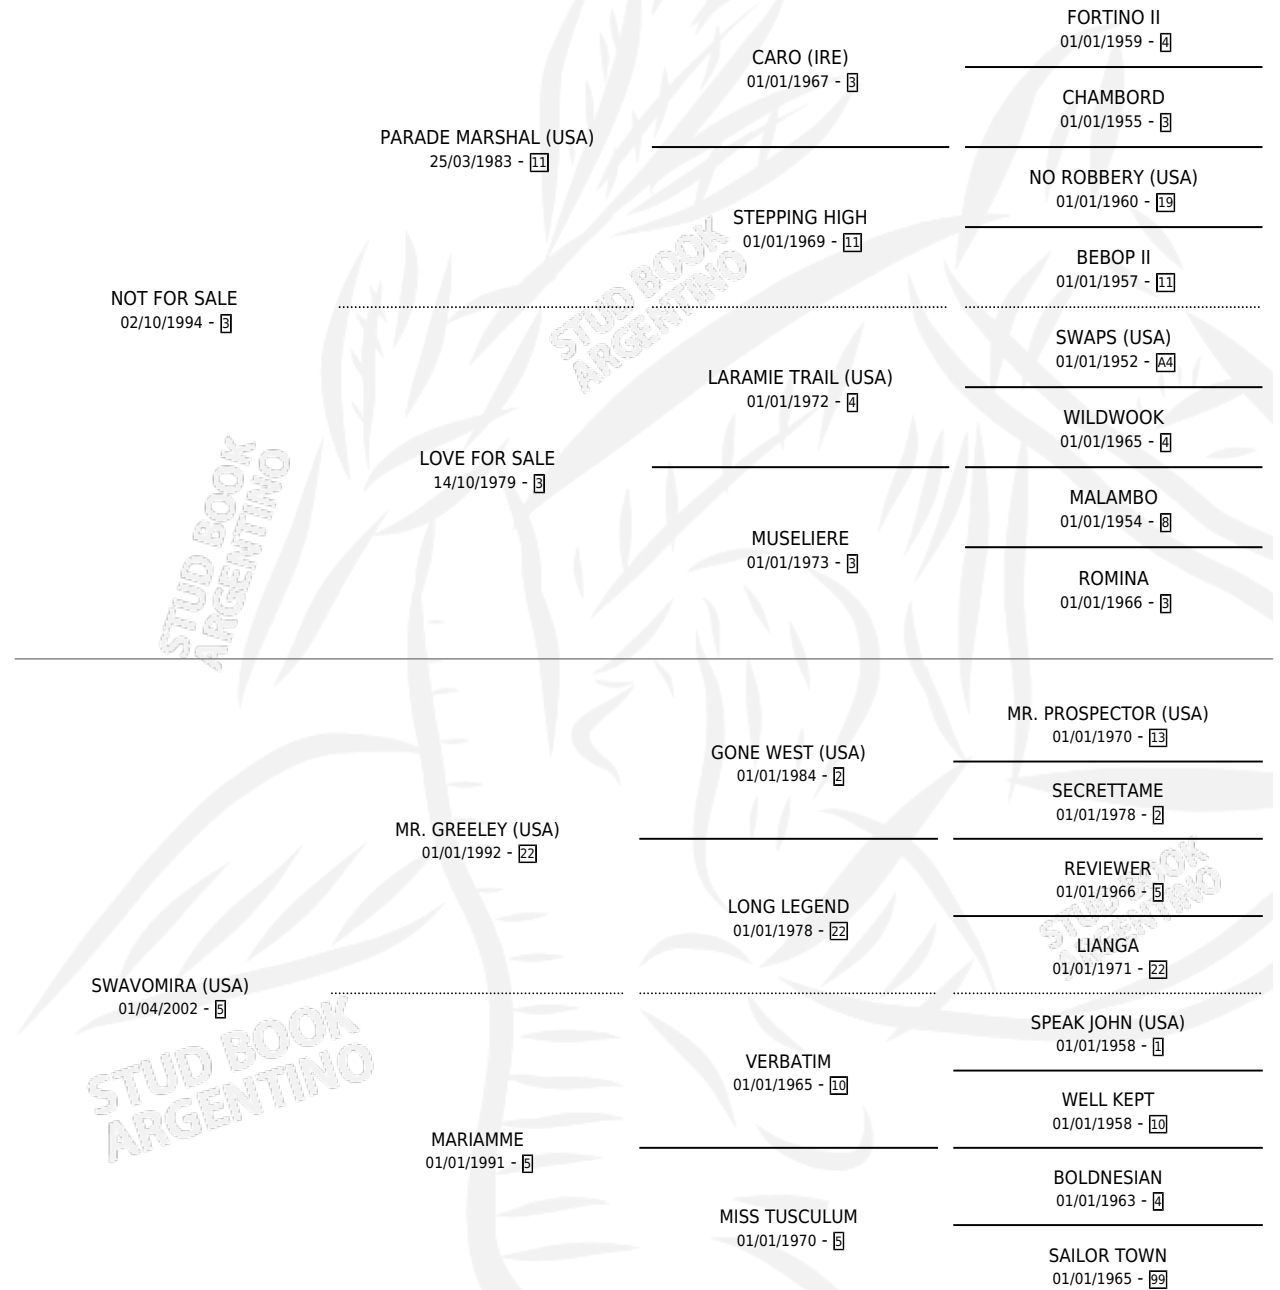 FORTINO II
01/01/1959 - 4
CARO (IRE)
01/01/1967 - 3
CHAMBORD
01/01/1955 - 3
PARADE MARSHAL (USA)
25/03/1983 - 11
NO ROBBERY (USA)
01/01/1960 - 19
STEPPING HIGH
01/01/1969 - 11
BEBOP II
01/01/1957 - 11
NOT FOR SALE
02/10/1994 - 3
SWAPS (USA)
01/01/1952 - A4
LARAMIE TRAIL (USA)
01/01/1972 - 4
WILDWOOK
01/01/1965 - 4
LOVE FOR SALE
14/10/1979 - 3
MALAMBO
01/01/1954 - 8
MUSELIERE
01/01/1973 - 3
ROMINA
01/01/1966 - 3
STUD BOOK
ARGENTINO
STUD BOOK
ARGENTINO
MR. PROSPECTOR (USA)
01/01/1970 - 13
GONE WEST (USA)
01/01/1984 - 2
SECRETTAME
01/01/1978 - 2
MR. GREELEY (USA)
01/01/1992 - 22
REVIEWER
01/01/1966 - 5
LONG LEGEND
01/01/1978 - 22
LIANGA
01/01/1971 - 22
STUD BOOK
ARGENTINO
SWAVOMIRA (USA)
01/04/2002 - 5
SPEAK JOHN (USA)
01/01/1958 - 1
VERBATIM
01/01/1965 - 10
WELL KEPT
01/01/1958 - 10
STUD BOOK
ARGENTINO
MARIAMME
01/01/1991 - 5
BOLDNESIAN
01/01/1963 - 4
MISS TUSCULUM
01/01/1970 - 5
SAILOR TOWN
01/01/1965 - 99